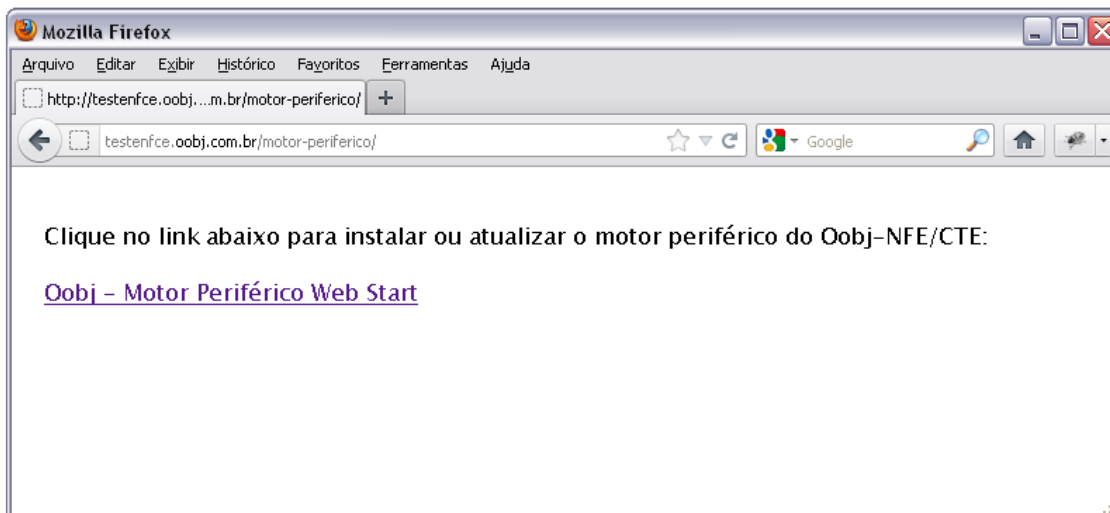 Mozilla Firefox
Arquivo Editar Exibir Histórico Favoritos Ferramentas Ajuda
http://testenfce.oobj....m.br/motor-periferico/
testenfce.oobj.com.br/motor-periferico/ Google
Clique no link abaixo para instalar ou atualizar o motor periférico do Oobj-NFE/CTE:
Oobj - Motor Periférico Web Start